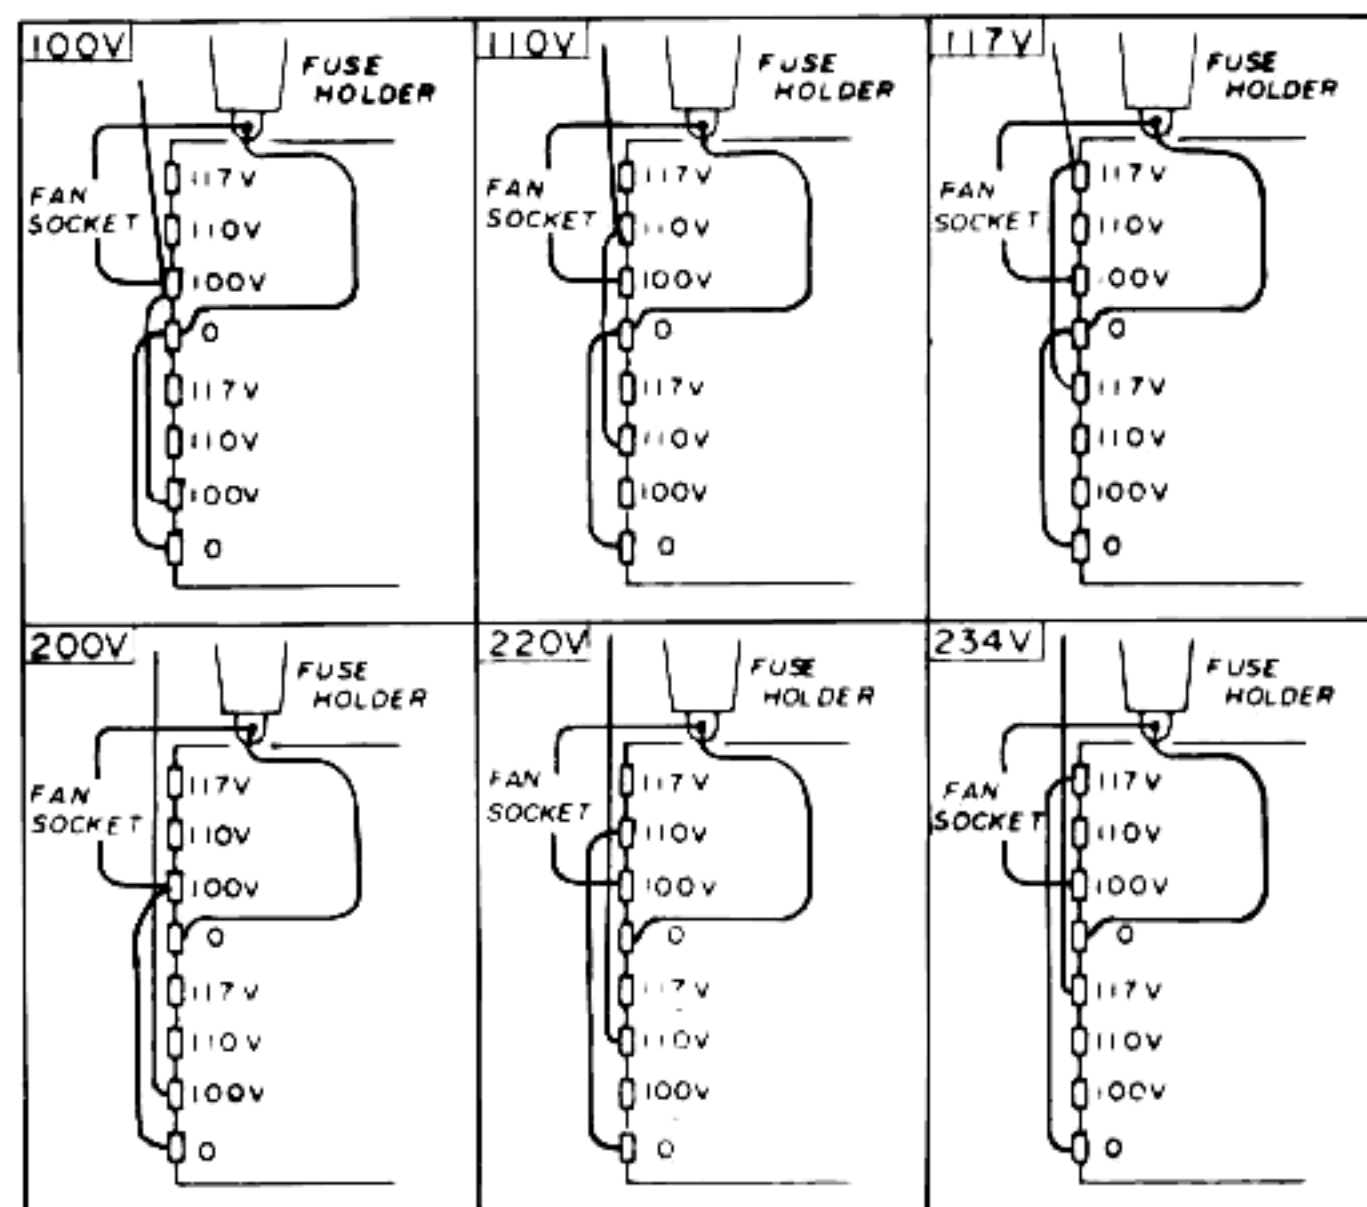 100V
FUSE
HOLDER
117V
FAN
SOCKET
110V
100V
0
117V
110V
100V
0
110V
FUSE
HOLDER
117V
FAN
SOCKET
110V
100V
0
117V
110V
100V
0
117V
FUSE
HOLDER
117V
FAN
SOCKET
110V
100V
0
117V
110V
100V
0
200V
FUSE
HOLDER
117V
FAN
SOCKET
110V
100V
0
117V
110V
100V
0
220V
FUSE
HOLDER
117V
FAN
SOCKET
110V
100V
0
117V
110V
100V
0
234V
FUSE
HOLDER
117V
FAN
SOCKET
110V
100V
0
117V
110V
100V
0